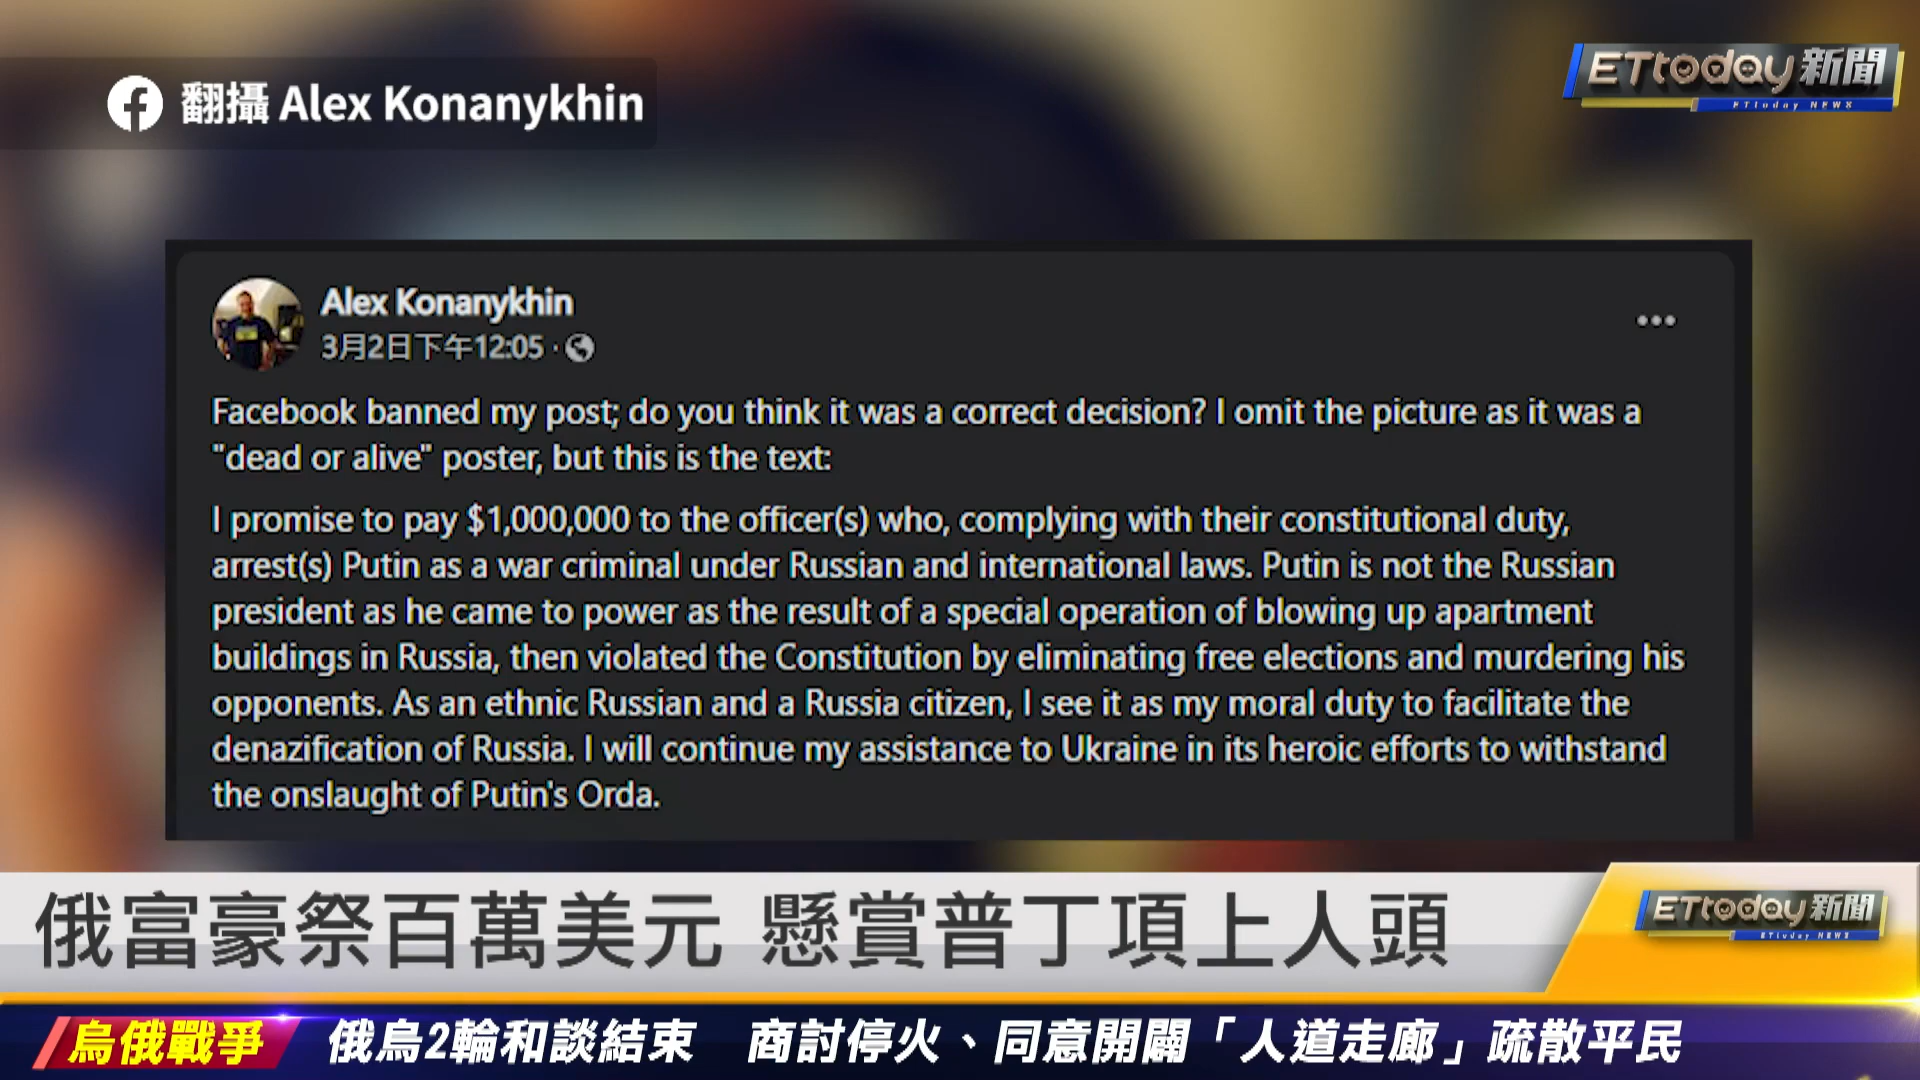 翻攝 Alex Konanykhin
ETtoday新聞
ETtoday NEWS
Alex Konanykhin
3月2日下午12:05 ·
Facebook banned my post; do you think it was a correct decision? I omit the picture as it was a
"dead or alive" poster, but this is the text:
I promise to pay $1,000,000 to the officer(s) who, complying with their constitutional duty,
arrest(s) Putin as a war criminal under Russian and international laws. Putin is not the Russian
president as he came to power as the result of a special operation of blowing up apartment
buildings in Russia, then violated the Constitution by eliminating free elections and murdering his
opponents. As an ethnic Russian and a Russia citizen, I see it as my moral duty to facilitate the
denazification of Russia. I will continue my assistance to Ukraine in its heroic efforts to withstand
the onslaught of Putin's Orda.
俄富豪祭百萬美元 懸賞普丁項上人頭
ETtoday新聞
ETtoday NEWS
烏俄戰爭 俄烏2輪和談結束 商討停火、同意開闢「人道走廊」疏散平民